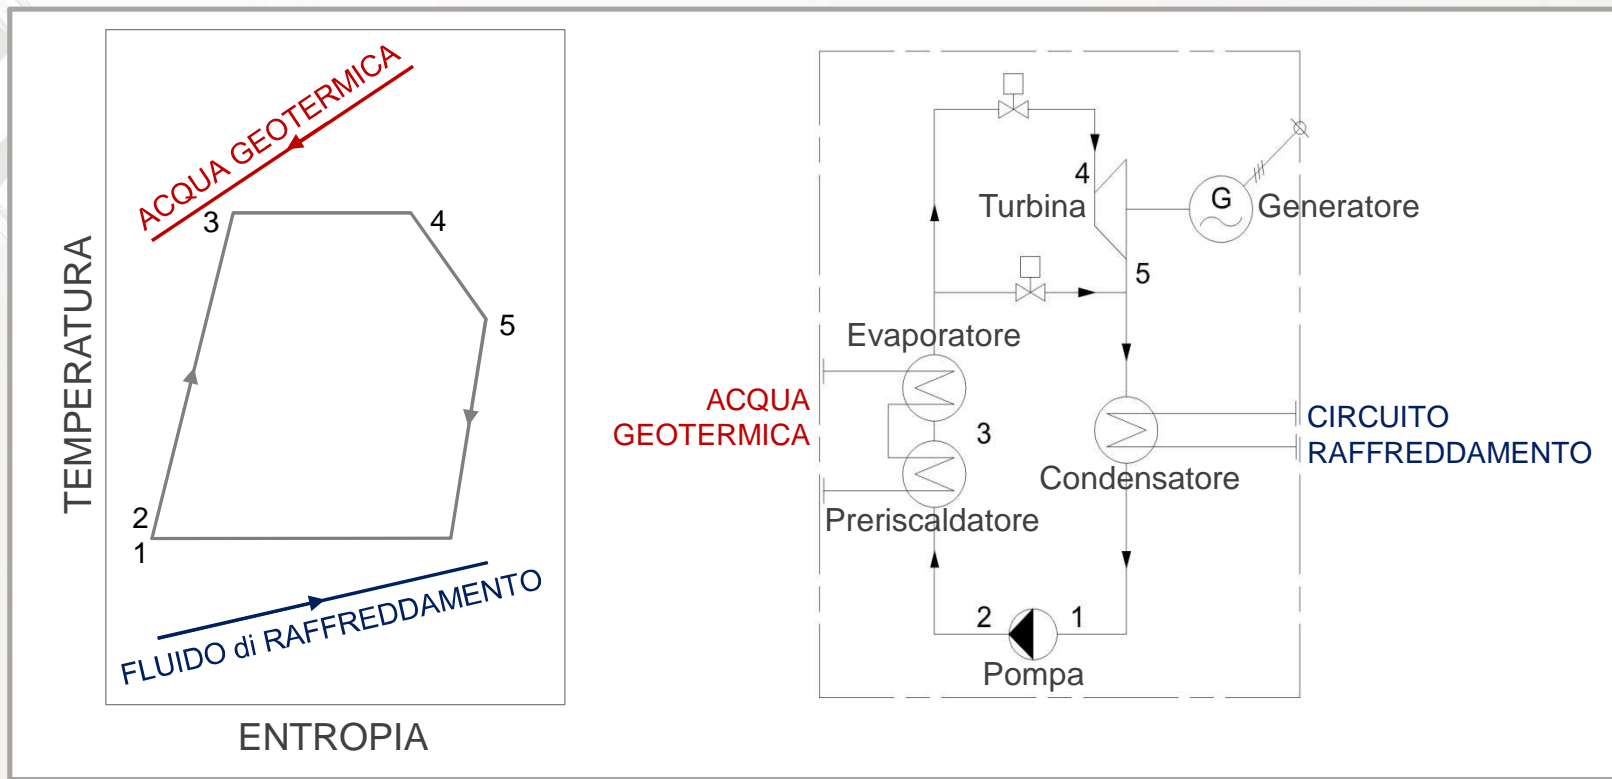 ACQUA GEOTERMICA
3
4
5
2
1
TEMPERATURA
FLUIDO di RAFFREDDAMENTO
ENTROPIA
4
Turbina
G
Generatore
5
Evaporatore
ACQUA
GEOTERMICA
3
CIRCUITO
RAFFREDDAMENTO
Condensatore
Preriscaldatore
2
1
Pompa